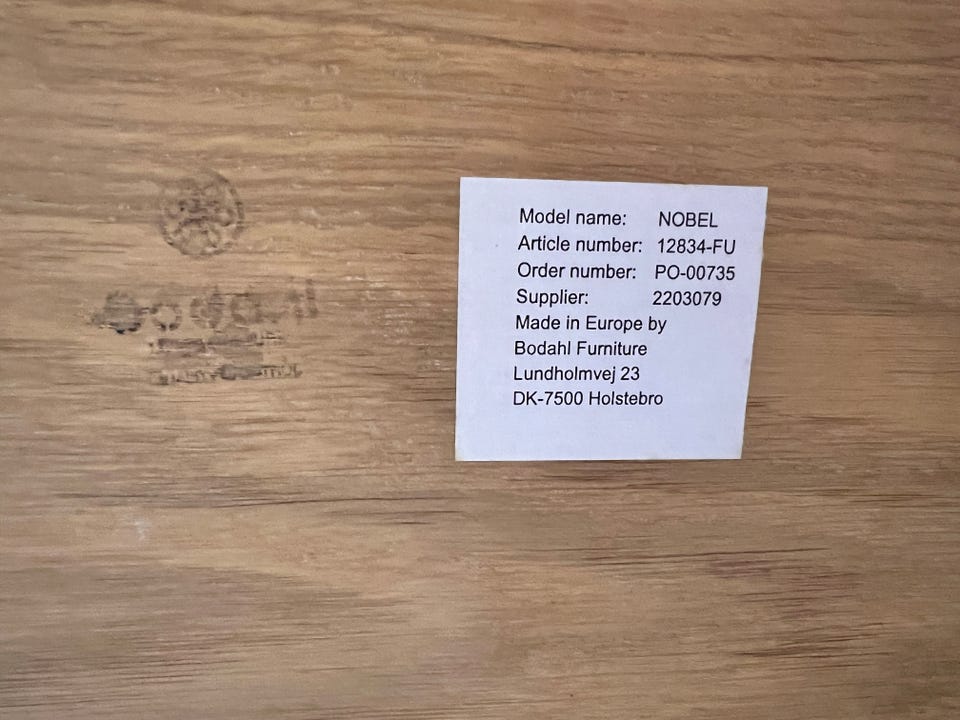 bodahl
Model name: NOBEL
Article number: 12834-FU
Order number: PO-00735
Supplier: 2203079
Made in Europe by
Bodahl Furniture
Lundholmvej 23
DK-7500 Holstebro